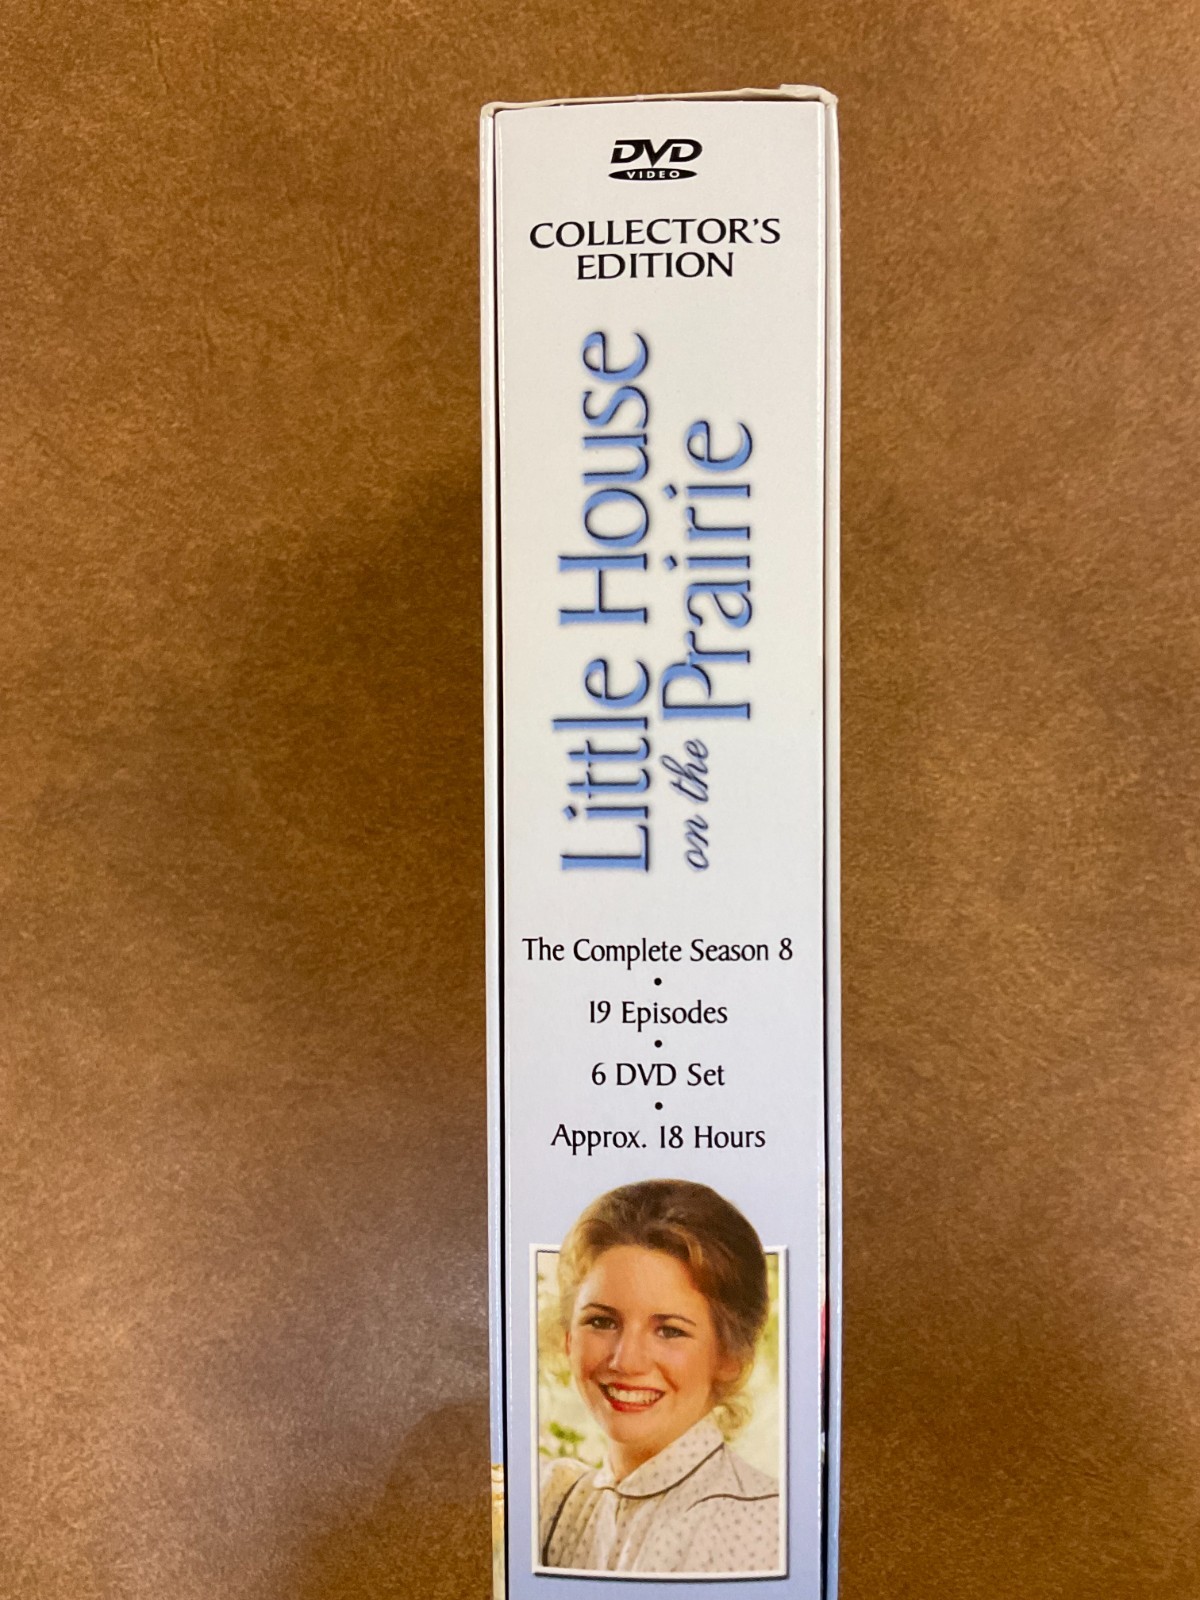 DVD
VIDEO
COLLECTOR'S
EDITION
Little House
on the Prairie
The Complete Season 8
•
19 Episodes
•
6 DVD Set
•
Approx. 18 Hours